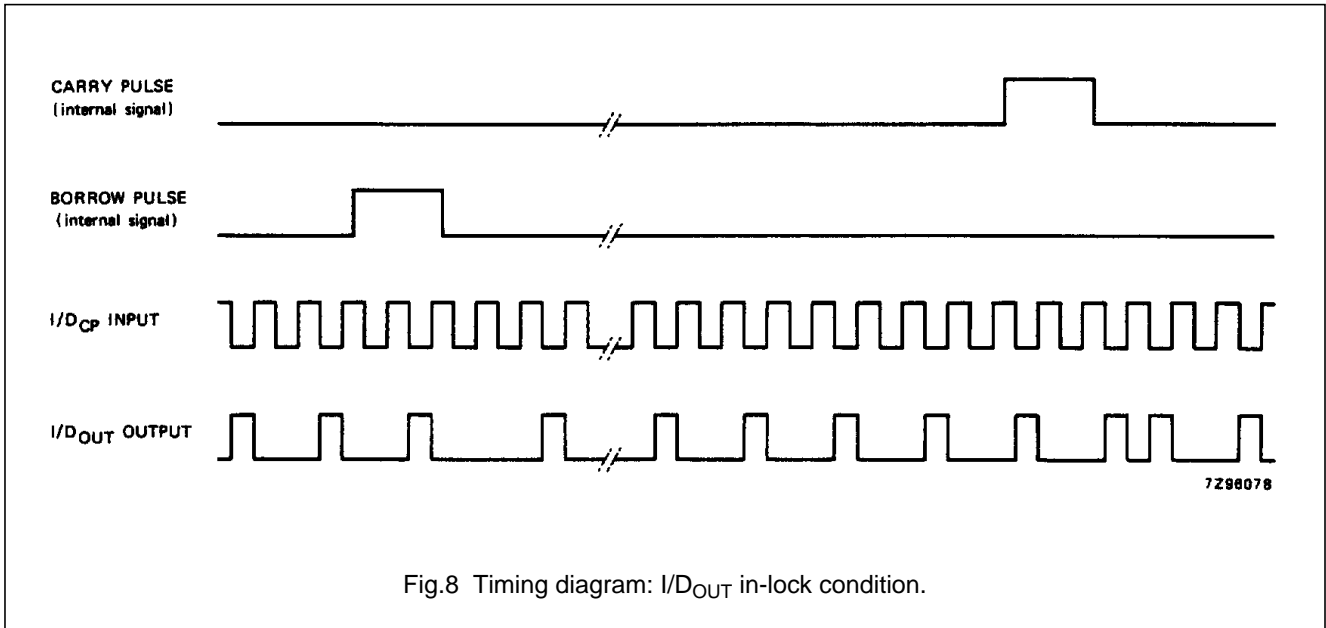 CARRY PULSE
(internal signal)
BORROW PULSE
(internal signal)
I/DCP INPUT
I/DOUT OUTPUT
7Z96078
Fig.8 Timing diagram: I/DOUT in-lock condition.